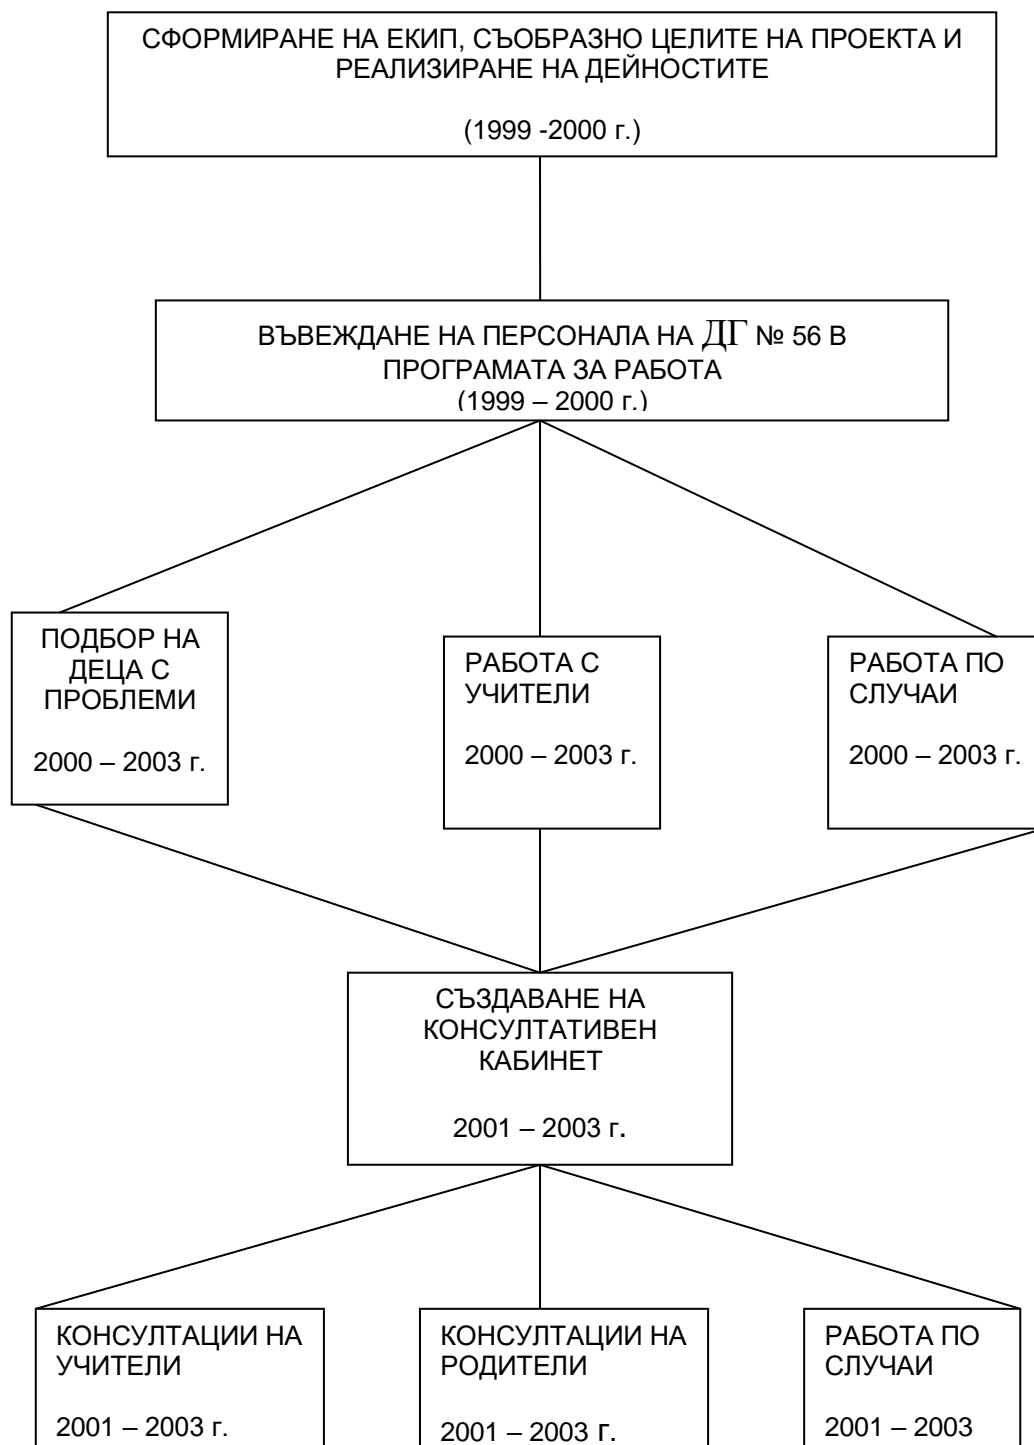 СФОРМИРАНЕ НА ЕКИП, СЪОБРАЗНО ЦЕЛИТЕ НА ПРОЕКТА И
РЕАЛИЗИРАНЕ НА ДЕЙНОСТИТЕ
(1999 -2000 г.)
ВЪВЕЖДАНЕ НА ПЕРСОНАЛА НА ДГ № 56 В
ПРОГРАМАТА ЗА РАБОТА
(1999 – 2000 г.)
ПОДБОР НА
ДЕЦА С
ПРОБЛЕМИ
2000 – 2003 г.
РАБОТА С
УЧИТЕЛИ
2000 – 2003 г.
РАБОТА ПО
СЛУЧАИ
2000 – 2003 г.
СЪЗДАВАНЕ НА
КОНСУЛТАТИВЕН
КАБИНЕТ
2001 – 2003 г.
КОНСУЛТАЦИИ НА
УЧИТЕЛИ
2001 – 2003 г.
КОНСУЛТАЦИИ НА
РОДИТЕЛИ
2001 – 2003 г.
РАБОТА ПО
СЛУЧАИ
2001 – 2003